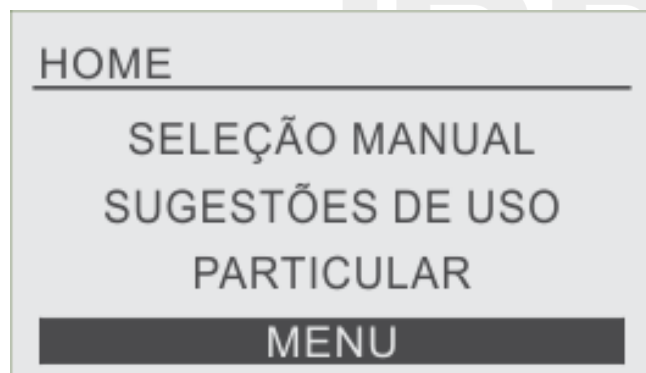 HOME
SELEÇÃO MANUAL
SUGESTÕES DE USO
PARTICULAR
MENU